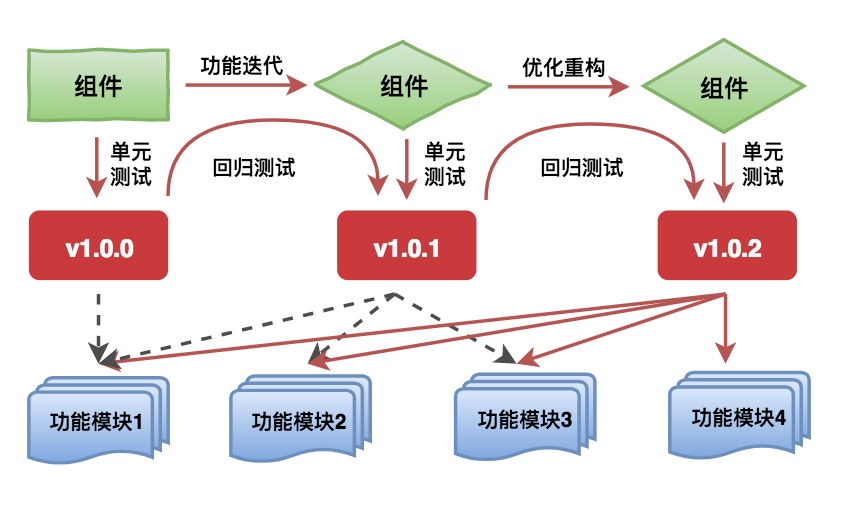 组件
功能迭代
组件
优化重构
组件
单元
测试
回归测试
单元
测试
回归测试
单元
测试
v1.0.0
v1.0.1
v1.0.2
功能模块1
功能模块2
功能模块3
功能模块4